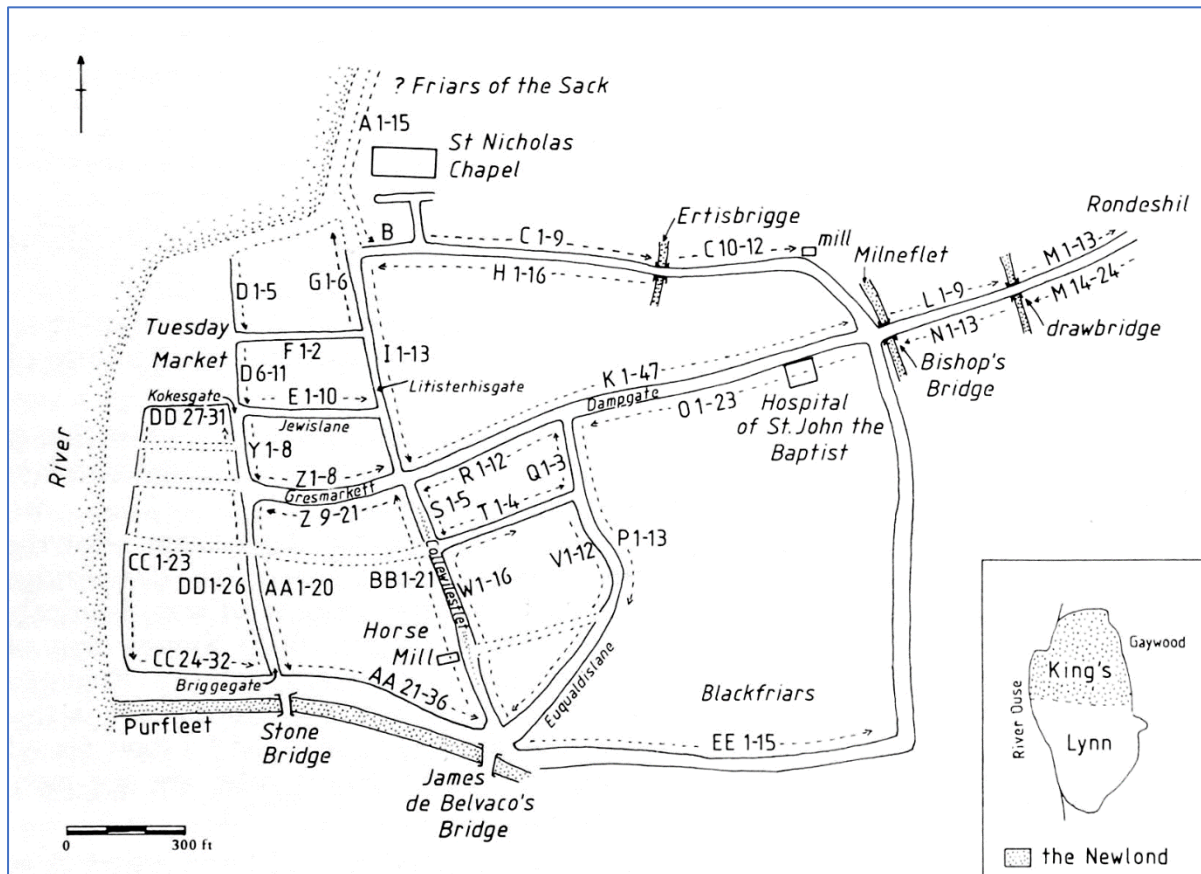 ? Friars of the Sack
A 1-15
St Nicholas
Chapel
Rondeshil
Ertisbrigge
B
C 1-9
C 10-12
mill
Milneflet
M 1-13
H 1-16
G 1-6
D 1-5
L 1-9
M 14-24
drawbridge
N 1-13
Bishop's
Bridge
Tuesday
Market
F 1-2
I 1-13
D 6-11
E 1-10
Litisterhisgate
K 1-47
Dampgate
O 1-23
Hospital
of St. John the
Baptist
Kokesgate
DD 27-31
Jewislane
Y 1-8
Z 1-8
Gresmarkett
Z 9-21
R 1-12
Q 1-3
S 1-5
T 1-4
River
V 1-12
P 1-13
CC 1-23
DD 1-26
AA 1-20
BB 1-21
Collewilesflet
W 1-16
Horse
Mill
CC 24-32
AA 21-36
Briggegate
Euqualdislane
Blackfriars
EE 1-15
Purfleet
Stone
Bridge
James
de Belvaco's
Bridge
0
300 ft
Gaywood
King's
Lynn
River Ouse
the Newlond